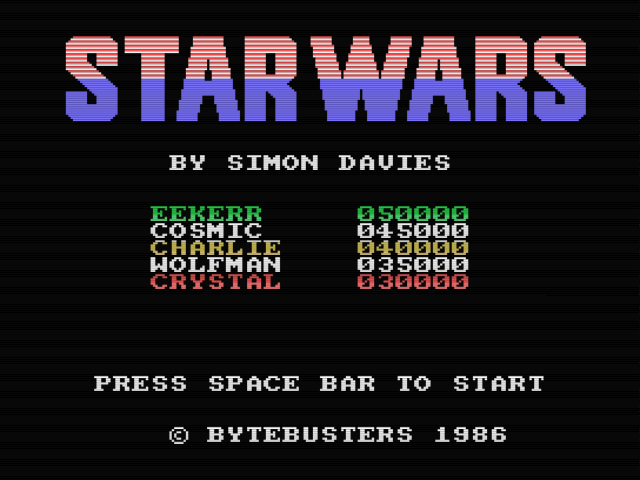 STAR WARS
BY SIMON DAVIES
EEKERR 050000
COSMIC 045000
CHARLIE 040000
WOLFMAN 035000
CRYSTAL 030000
PRESS SPACE BAR TO START
© BYTEBUSTERS 1986